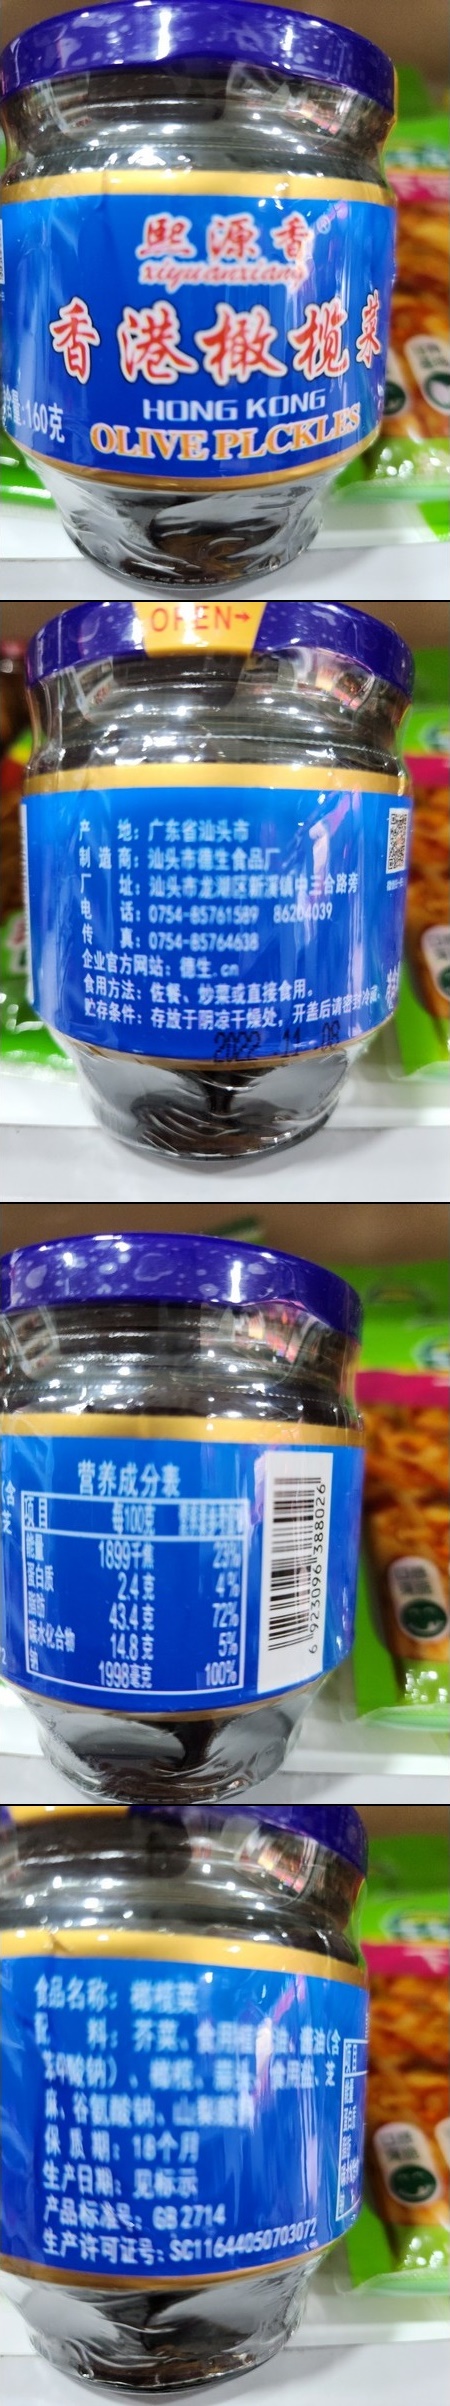 熙源香®
xiyuanxiang
香港橄榄菜
量:160克
HONG KONG
OLIVE PLCKLES
OPEN→
产 地：广东省汕头市
制造商：汕头市德生食品厂
厂 址：汕头市龙湖区新溪镇中三合路旁
电 话：0754-85761589 86204039
传 真：0754-85764638
企业官方网站：德生.cn
食用方法：佐餐、炒菜或直接食用。
贮存条件：存放于阴凉干燥处，开盖后请密封冷藏。
2022 .11 .08
营养成分表
项目 每100克
能量 1899千焦 23%
蛋白质 2.4克 4%
脂肪 43.4克 72%
碳水化合物 14.8克 5%
钠 1998毫克 100%
6 923096 388026
食品名称：橄榄菜
配 料：芥菜、食用植物油、酱油(含
酸钠）、橄榄、食用盐、芝
麻、谷氨酸钠、山梨酸钾
保质期：18个月
生产日期：见标示
产品标准号：GB 2714
生产许可证号：SC11644050703072